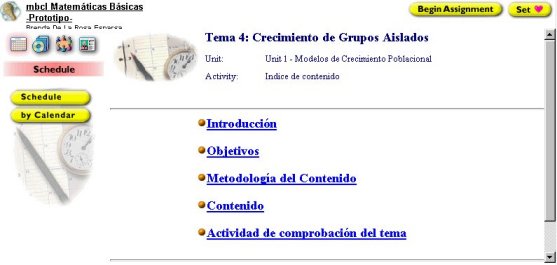 mbcl Matemáticas Básicas
-Prototipo-
Brenda De La Rosa Esparsa
Begin Assignment
Set
Schedule
Schedule
by Calendar
Tema 4: Crecimiento de Grupos Aislados
Unit: Unit 1 - Modelos de Crecimiento Poblacional
Activity: Indice de contenido
Introducción
Objetivos
Metodología del Contenido
Contenido
Actividad de comprobación del tema